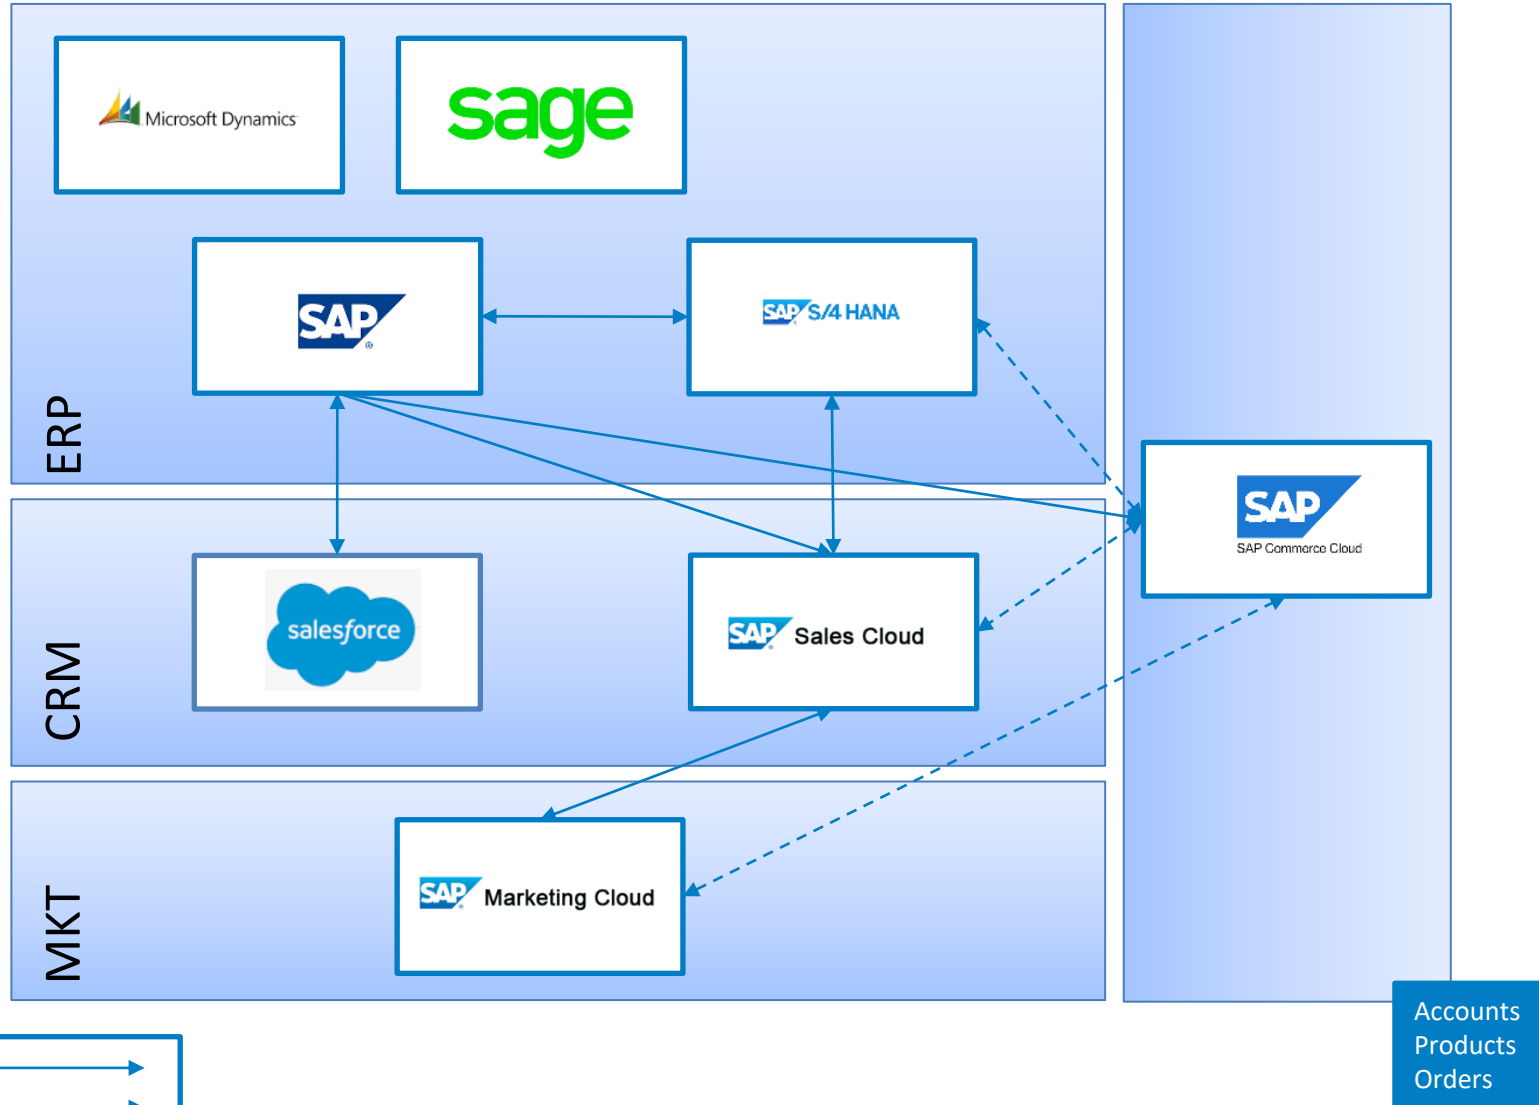 Microsoft Dynamics
sage
SAP
SAP S/4 HANA
ERP
SAP
SAP Commerce Cloud
salesforce
SAP Sales Cloud
CRM
SAP Marketing Cloud
MKT
Accounts
Products
Orders